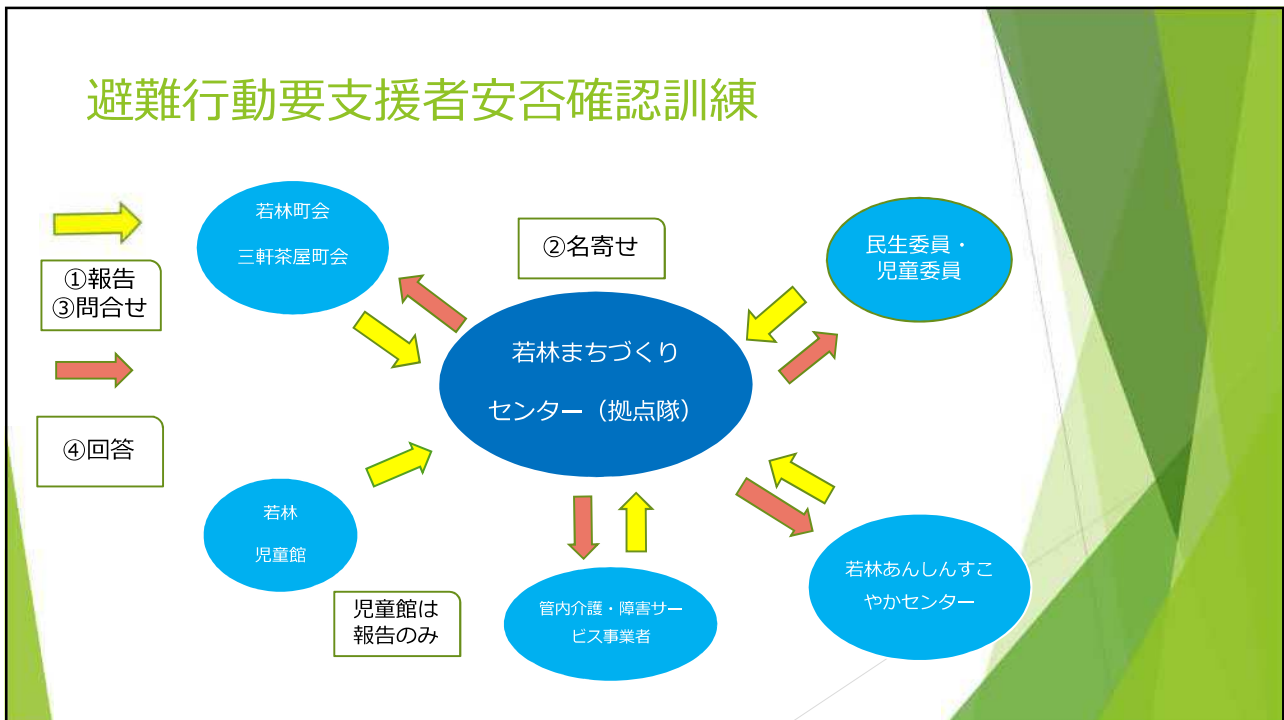 避難行動要支援者安否確認訓練
①報告
③問合せ
④回答
若林町会
三軒茶屋町会
②名寄せ
民生委員・
児童委員
若林まちづくり
センター（拠点隊）
若林
児童館
児童館は
報告のみ
管内介護・障害サー
ビス事業者
若林あんしんすこ
やかセンター